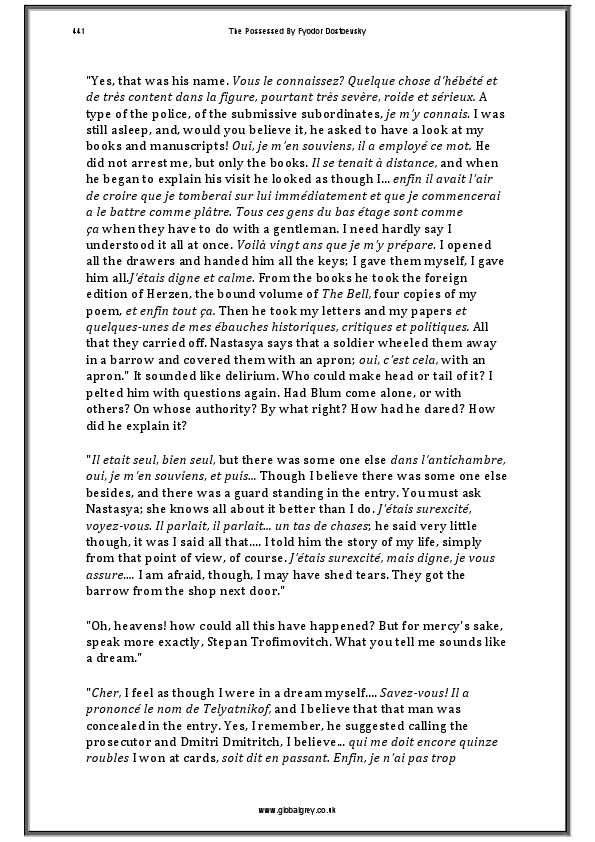 441
The Possessed By Fyodor Dostoevsky
"Yes, that was his name. Vous le connaissez? Quelque chose d'hébété et
de très content dans la figure, pourtant très sevère, roide et sérieux. A
type of the police, of the submissive subordinates, je m'y connais. I was
still asleep, and, would you believe it, he asked to have a look at my
books and manuscripts! Oui, je m'en souviens, il a employé ce mot. He
did not arrest me, but only the books. Il se tenait à distance, and when
he began to explain his visit he looked as though I... enfin il avait l'air
de croire que je tomberai sur lui immédiatement et que je commencerai
a le battre comme plâtre. Tous ces gens du bas étage sont comme
ça when they have to do with a gentleman. I need hardly say I
understood it all at once. Voilà vingt ans que je m'y prépare. I opened
all the drawers and handed him all the keys; I gave them myself, I gave
him all.J'étais digne et calme. From the books he took the foreign
edition of Herzen, the bound volume of The Bell, four copies of my
poem, et enfin tout ça. Then he took my letters and my papers et
quelques-unes de mes ébauches historiques, critiques et politiques. All
that they carried off. Nastasya says that a soldier wheeled them away
in a barrow and covered them with an apron; oui, c'est cela, with an
apron." It sounded like delirium. Who could make head or tail of it? I
pelted him with questions again. Had Blum come alone, or with
others? On whose authority? By what right? How had he dared? How
did he explain it?
"Il etait seul, bien seul, but there was some one else dans l'antichambre,
oui, je m'en souviens, et puis... Though I believe there was some one else
besides, and there was a guard standing in the entry. You must ask
Nastasya; she knows all about it better than I do. J'étais surexcité,
voyez-vous. Il parlait, il parlait... un tas de chases; he said very little
though, it was I said all that.... I told him the story of my life, simply
from that point of view, of course. J'étais surexcité, mais digne, je vous
assure.... I am afraid, though, I may have shed tears. They got the
barrow from the shop next door."
"Oh, heavens! how could all this have happened? But for mercy's sake,
speak more exactly, Stepan Trofimovitch. What you tell me sounds like
a dream."
"Cher, I feel as though I were in a dream myself.... Savez-vous! Il a
prononcé le nom de Telyatnikof, and I believe that that man was
concealed in the entry. Yes, I remember, he suggested calling the
prosecutor and Dmitri Dmitritch, I believe... qui me doit encore quinze
roubles I won at cards, soit dit en passant. Enfin, je n'ai pas trop
www.globalgrey.co.uk